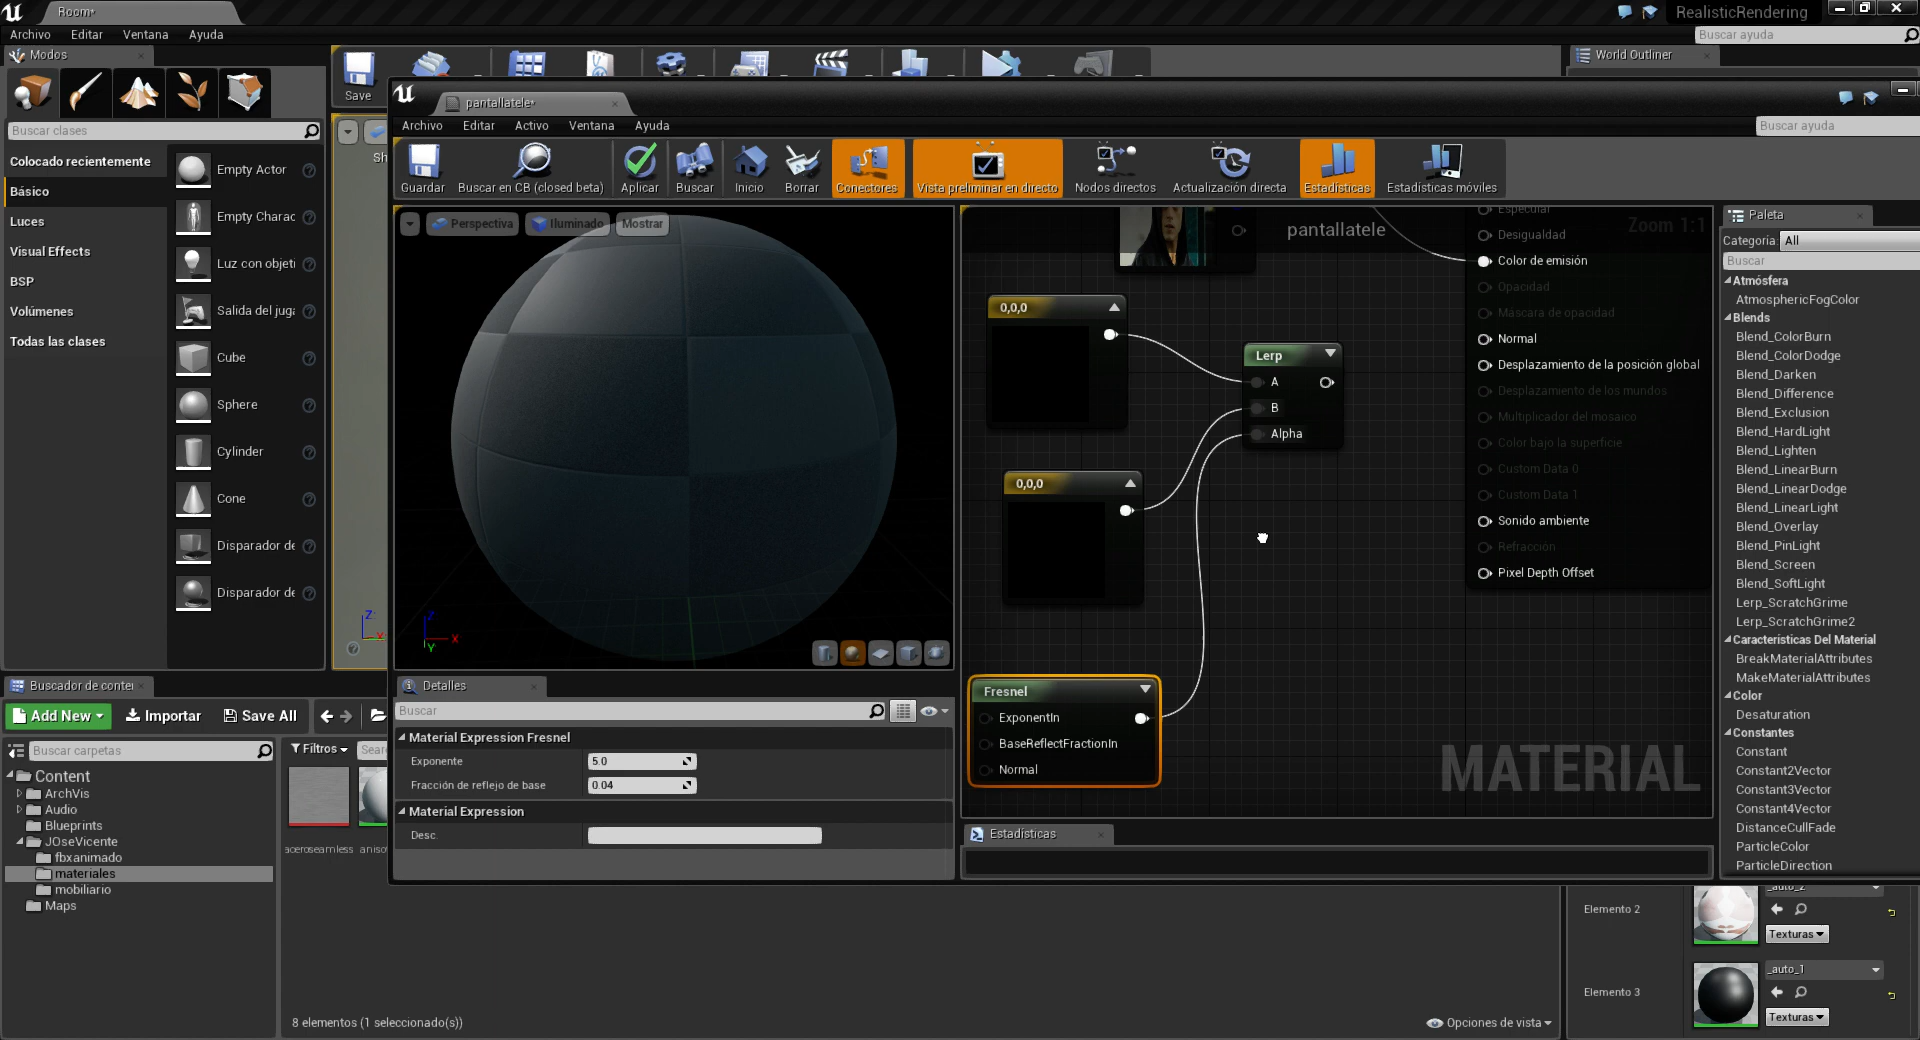 Room*
RealisticRendering
Archivo Editar Ventana Ayuda
Buscar ayuda
Modos
World Outliner
Save
pantallatele*
Archivo Editar Activo Ventana Ayuda
Buscar ayuda
Buscar clases
Colocado recientemente
Básico
Luces
Visual Effects
BSP
Volúmenes
Todas las clases
Empty Actor
Empty Charac
Luz con objeti
Salida del juga
Cube
Sphere
Cylinder
Cone
Disparador de
Disparador de
Sh
Guardar
Buscar en CB (closed beta)
Aplicar
Buscar
Inicio
Borrar
Conectores
Vista preliminar en directo
Nodos directos
Actualización directa
Estadísticas
Estadísticas móviles
Perspectiva
Iluminado
Mostrar
Z
X
Z
X
Y
pantallatele
Zoom 1:1
0,0,0
0,0,0
Lerp
A
B
Alpha
Fresnel
ExponentIn
BaseReflectFractionIn
Normal
Especular
Desigualdad
Color de emisión
Opacidad
Máscara de opacidad
Normal
Desplazamiento de la posición global
Desplazamiento de los mundos
Multiplicador del mosaico
Color bajo la superficie
Custom Data 0
Custom Data 1
Sonido ambiente
Refracción
Pixel Depth Offset
MATERIAL
Paleta
Categoría All
Buscar
Atmósfera
AtmosphericFogColor
Blends
Blend_ColorBurn
Blend_ColorDodge
Blend_Darken
Blend_Difference
Blend_Exclusion
Blend_HardLight
Blend_Lighten
Blend_LinearBurn
Blend_LinearDodge
Blend_LinearLight
Blend_Overlay
Blend_PinLight
Blend_Screen
Blend_SoftLight
Lerp_ScratchGrime
Lerp_ScratchGrime2
Características Del Material
BreakMaterialAttributes
MakeMaterialAttributes
Color
Desaturation
Constantes
Constant
Constant2Vector
Constant3Vector
Constant4Vector
DistanceCullFade
ParticleColor
ParticleDirection
Detalles
Buscar
Material Expression Fresnel
Exponente 5.0
Fracción de reflejo de base 0.04
Material Expression
Desc.
Estadísticas
Buscador de conte
Add New Importar Save All
Buscar carpetas
Filtros
Sear
Content
ArchVis
Audio
Blueprints
JOseVicente
fbxanimado
materiales
mobiliario
Maps
aceroseamless
aniso
8 elementos (1 seleccionado(s))
Opciones de vista
Elemento 2
_auto_2
Texturas
Elemento 3
_auto_1
Texturas